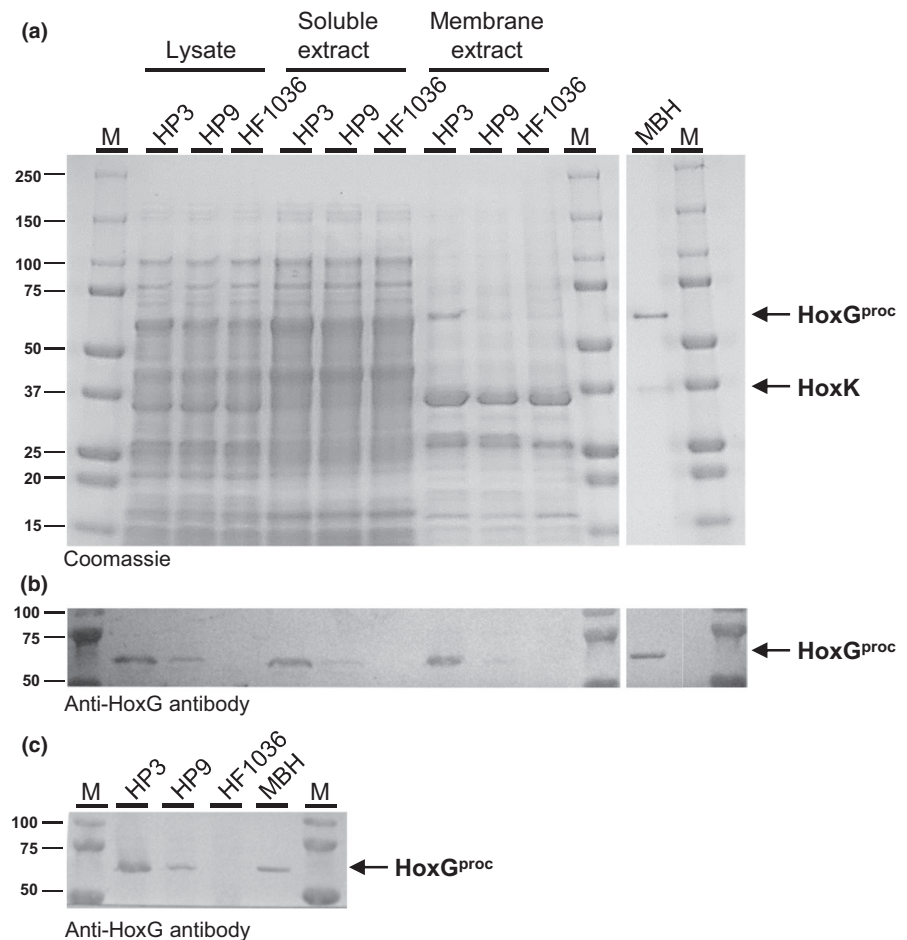 (a)
Lysate
Soluble extract
Membrane extract
M HP3 HP9 HF1036 HP3 HP9 HF1036 HP3 HP9 HF1036 M MBH M
250
150
100
75
50
37
25
20
15
HoxGproc
HoxK
Coomassie
(b)
100
75
50
HoxGproc
Anti-HoxG antibody
(c)
M HP3 HP9 HF1036 MBH M
100
75
50
HoxGproc
Anti-HoxG antibody